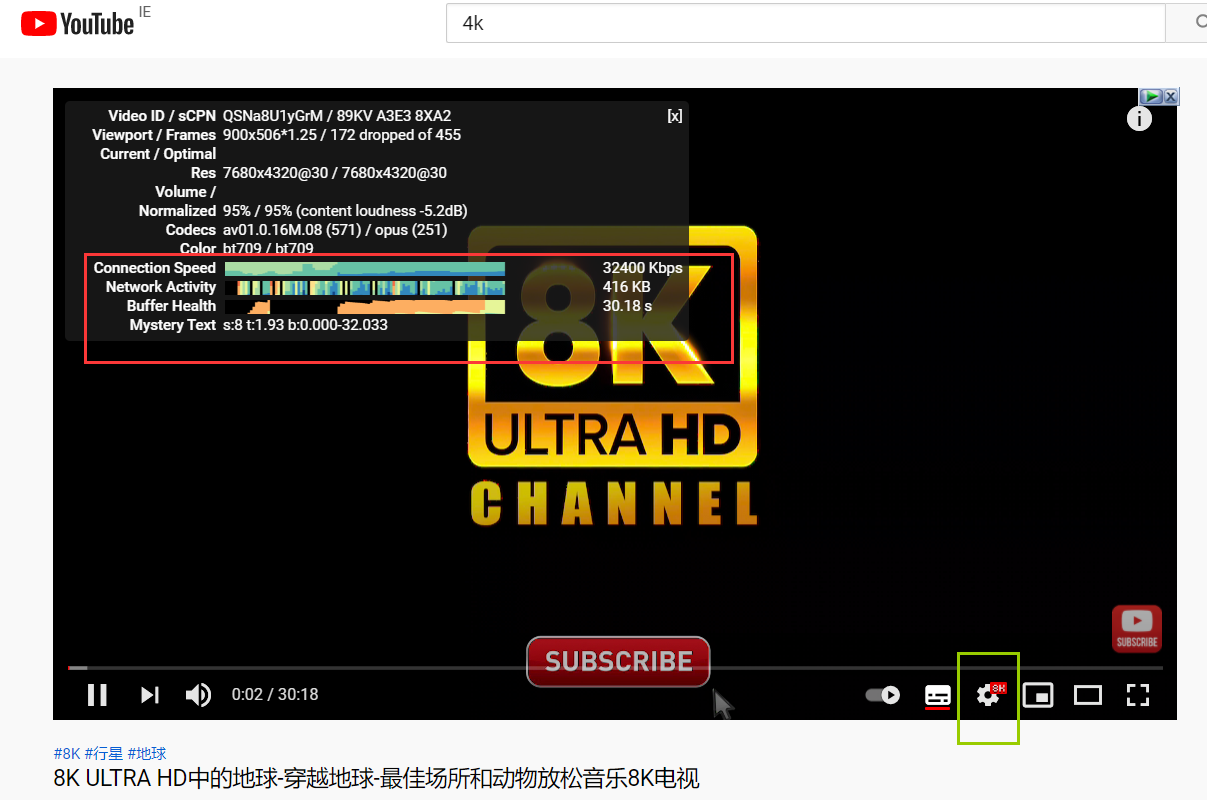 YouTube IE
4k
Video ID / sCPN QSNa8U1yGrM / 89KV A3E3 8XA2 [x]
Viewport / Frames 900x506*1.25 / 172 dropped of 455
Current / Optimal
Res 7680x4320@30 / 7680x4320@30
Volume /
Normalized 95% / 95% (content loudness -5.2dB)
Codecs av01.0.16M.08 (571) / opus (251)
Color bt709 / bt709
Connection Speed 32400 Kbps
Network Activity 416 KB
Buffer Health 30.18 s
Mystery Text s:8 t:1.93 b:0.000-32.033
8K
ULTRA HD
CHANNEL
SUBSCRIBE
SUBSCRIBE
0:02 / 30:18
8K
#8K #行星 #地球
8K ULTRA HD中的地球-穿越地球-最佳场所和动物放松音乐8K电视